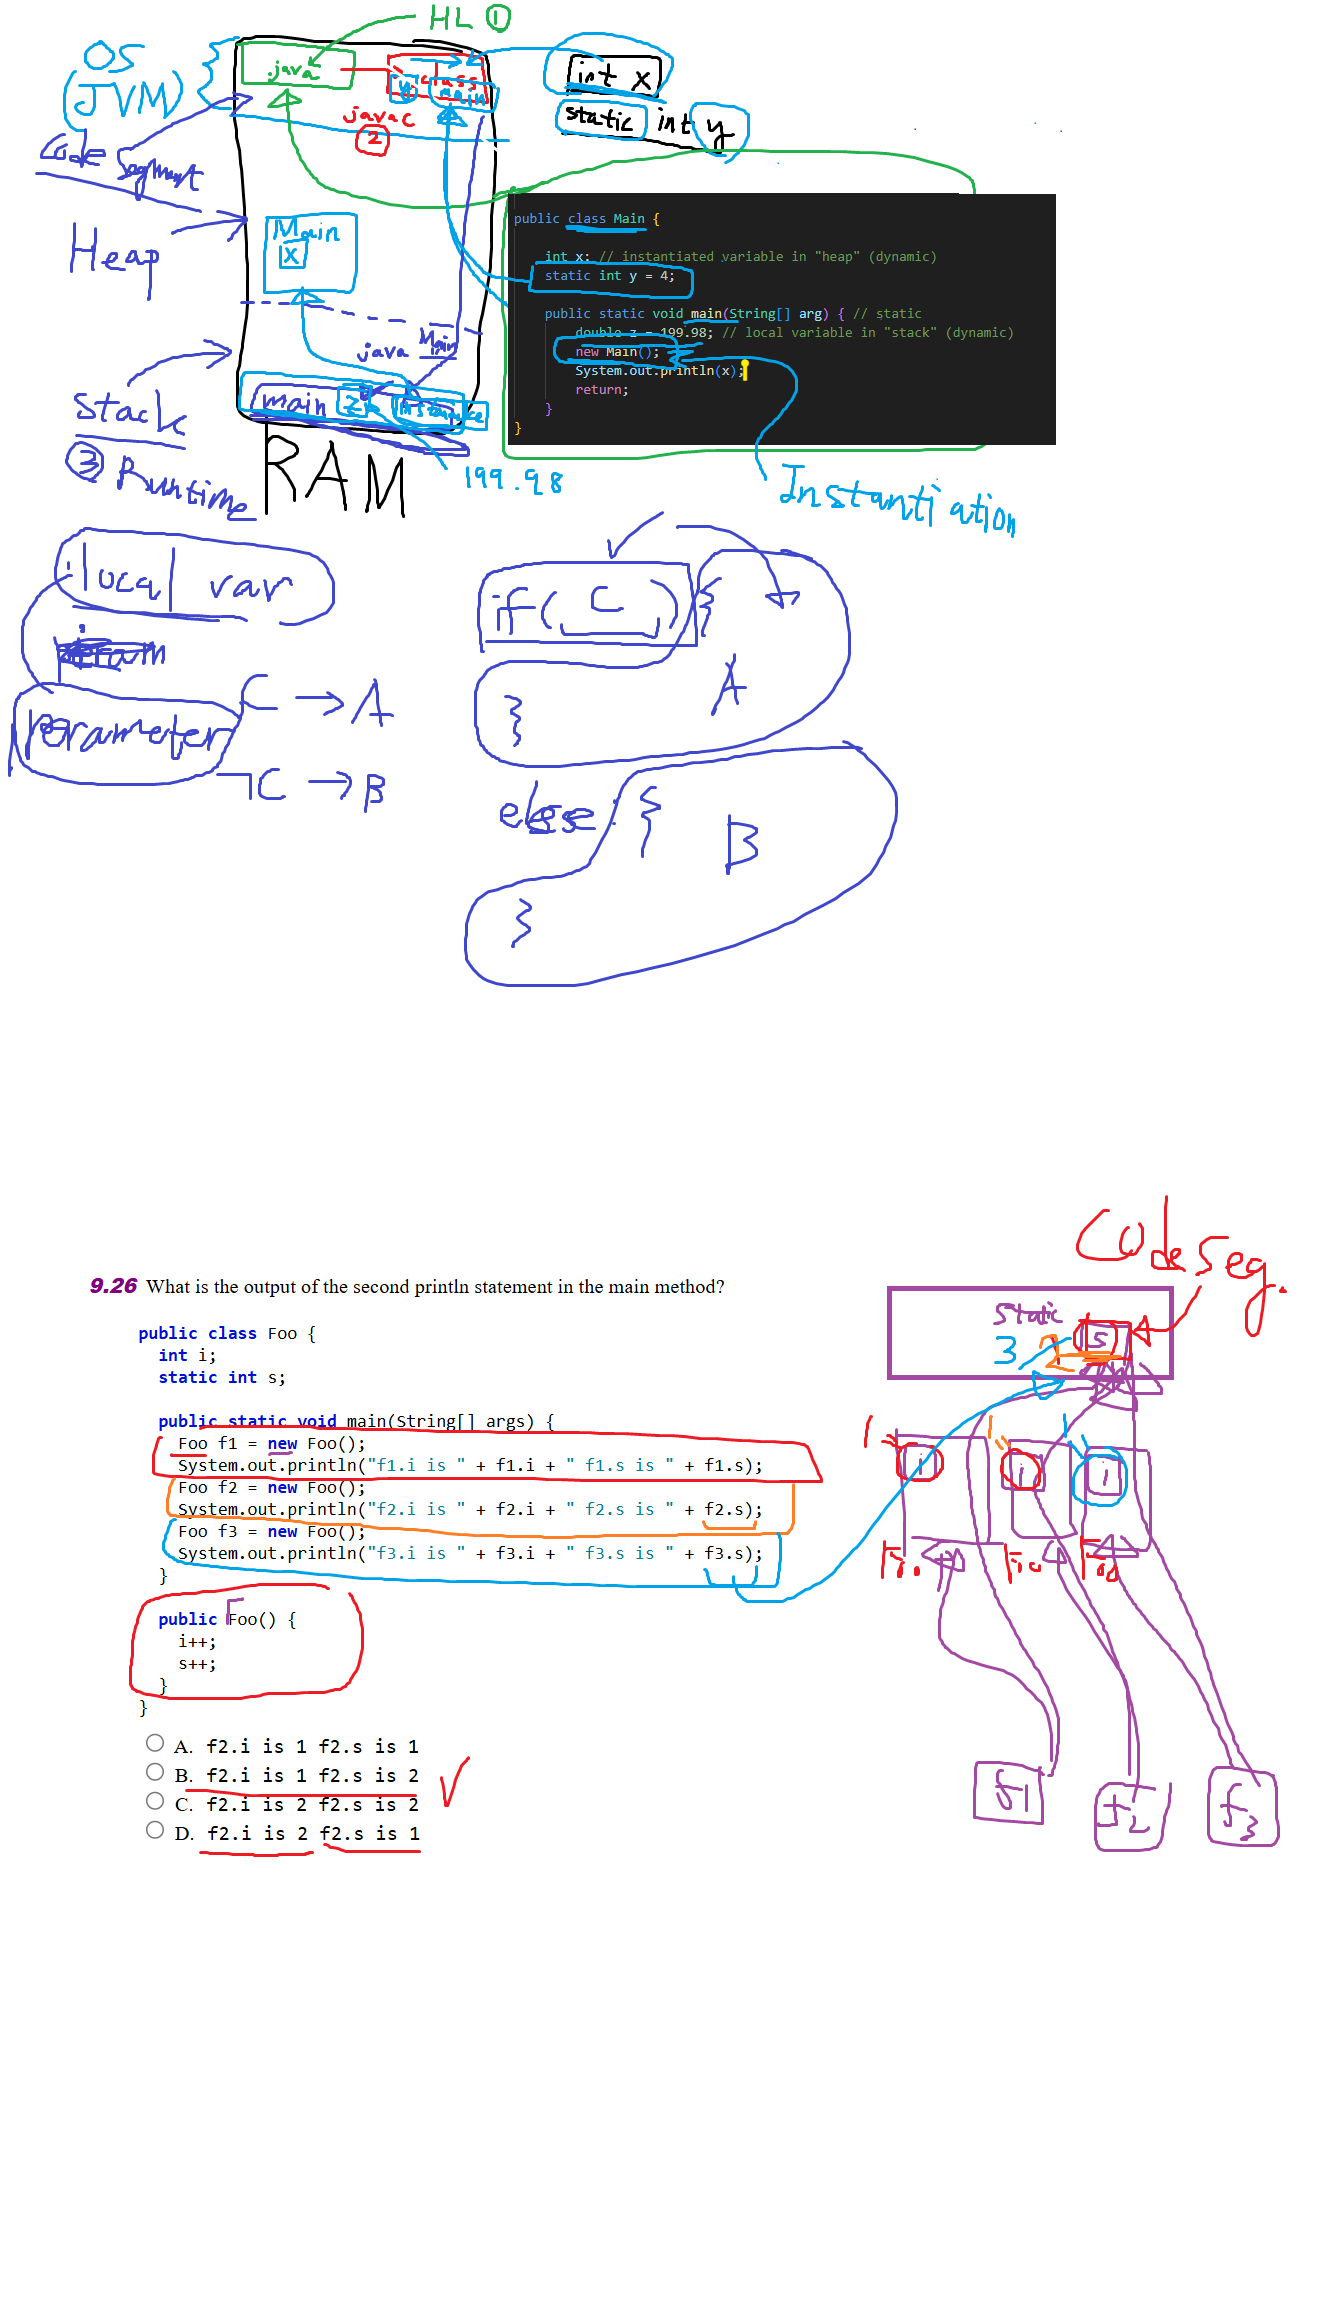 HL ①
OS
(JVM)
java
class
y
main
javac
2
int x
static int y
Code Segment
Heap
Main
x
java Main
main z instance
Stack
③ Runtime
RAM
199.98
public class Main {
int x; // instantiated variable in "heap" (dynamic)
static int y = 4;
public static void main(String[] arg) { // static
double z = 199.98; // local variable in "stack" (dynamic)
new Main();
System.out.println(x);
return;
}
}
Instantiation
local var
Parameter
C → A
¬C → B
if( C ) {
A
}
else {
B
}
Code Seg.
9.26 What is the output of the second println statement in the main method?
public class Foo {
int i;
static int s;
public static void main(String[] args) {
Foo f1 = new Foo();
System.out.println("f1.i is " + f1.i + " f1.s is " + f1.s);
Foo f2 = new Foo();
System.out.println("f2.i is " + f2.i + " f2.s is " + f2.s);
Foo f3 = new Foo();
System.out.println("f3.i is " + f3.i + " f3.s is " + f3.s);
}
public Foo() {
i++;
s++;
}
}
A. f2.i is 1 f2.s is 1
B. f2.i is 1 f2.s is 2
C. f2.i is 2 f2.s is 2
D. f2.i is 2 f2.s is 1
static
3 2 s
1 1 1
i i i
Foo Foo Foo
f1 f2 f3